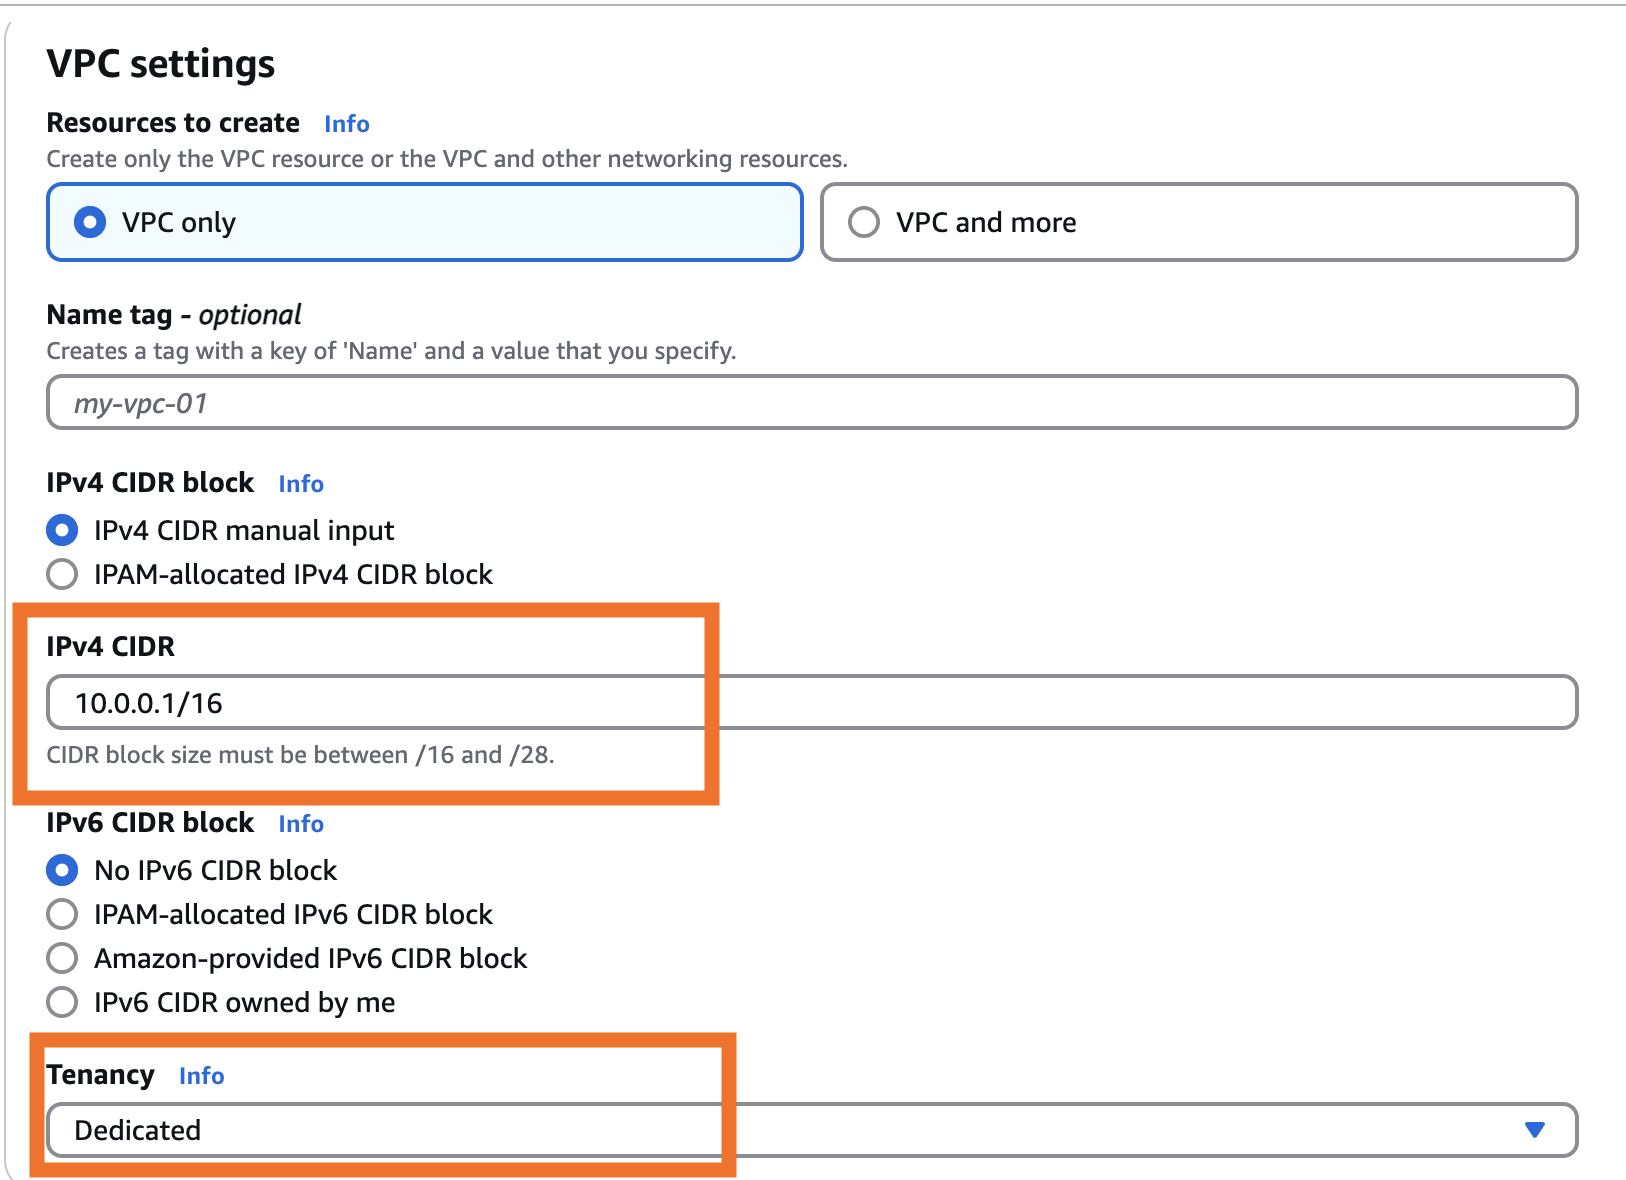 VPC settings
Resources to create Info
Create only the VPC resource or the VPC and other networking resources.
VPC only VPC and more
Name tag - optional
Creates a tag with a key of 'Name' and a value that you specify.
my-vpc-01
IPv4 CIDR block Info
IPv4 CIDR manual input
IPAM-allocated IPv4 CIDR block
IPv4 CIDR
10.0.0.1/16
CIDR block size must be between /16 and /28.
IPv6 CIDR block Info
No IPv6 CIDR block
IPAM-allocated IPv6 CIDR block
Amazon-provided IPv6 CIDR block
IPv6 CIDR owned by me
Tenancy Info
Dedicated